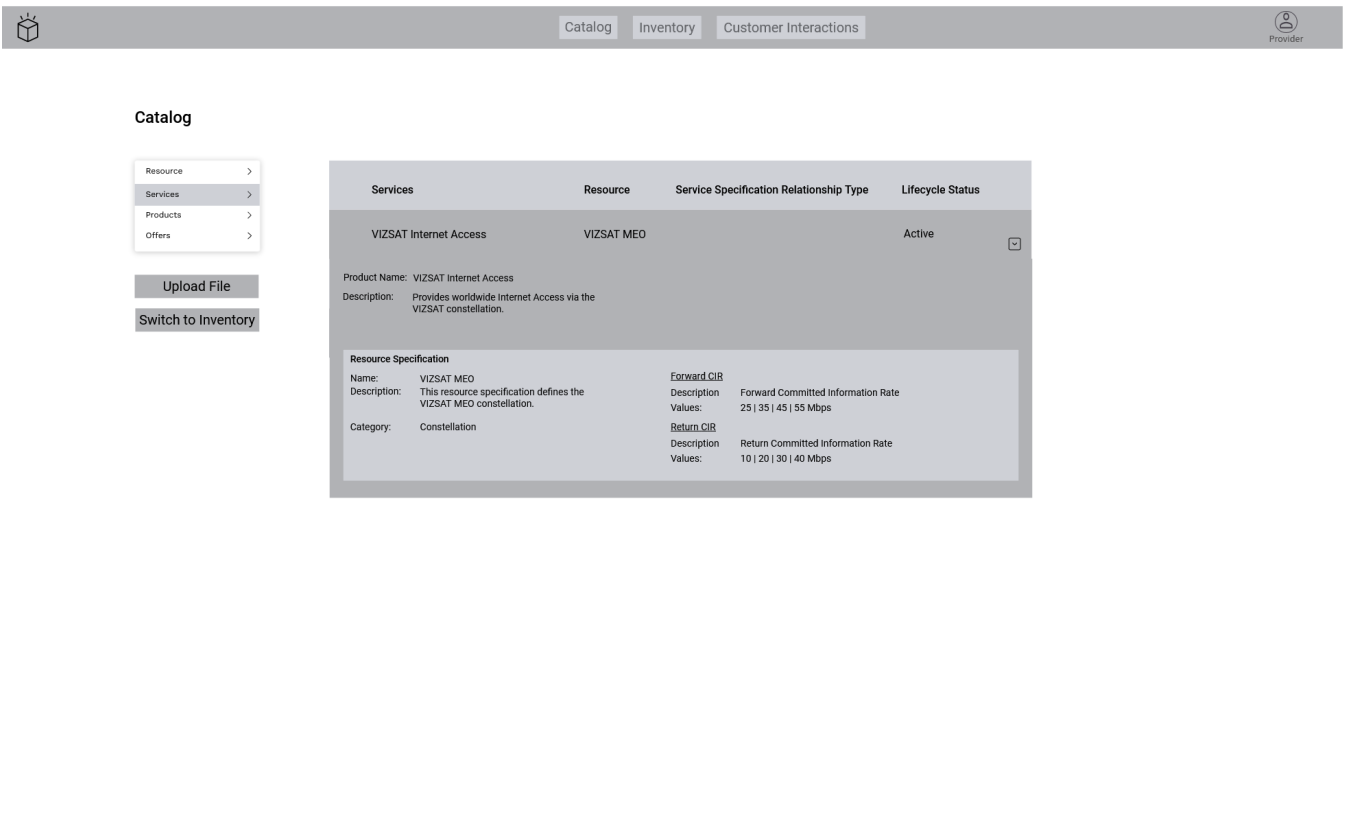 Catalog Inventory Customer Interactions
Provider
Catalog
Resource
Services
Products
Offers
Upload File
Switch to Inventory
Services Resource Service Specification Relationship Type Lifecycle Status
VIZSAT Internet Access VIZSAT MEO Active
Product Name: VIZSAT Internet Access
Description: Provides worldwide Internet Access via the
VIZSAT constellation.
Resource Specification
Name: VIZSAT MEO
Description: This resource specification defines the
VIZSAT MEO constellation.
Category: Constellation
Forward CIR
Description Forward Committed Information Rate
Values: 25 | 35 | 45 | 55 Mbps
Return CIR
Description Return Committed Information Rate
Values: 10 | 20 | 30 | 40 Mbps